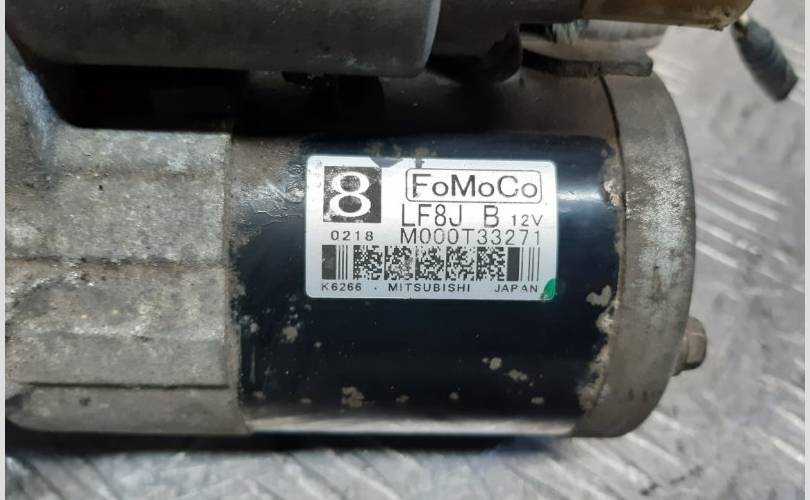 8 FoMoCo
LF8J B 12V
0218 M000T33271
K6266 . MITSUBISHI JAPAN